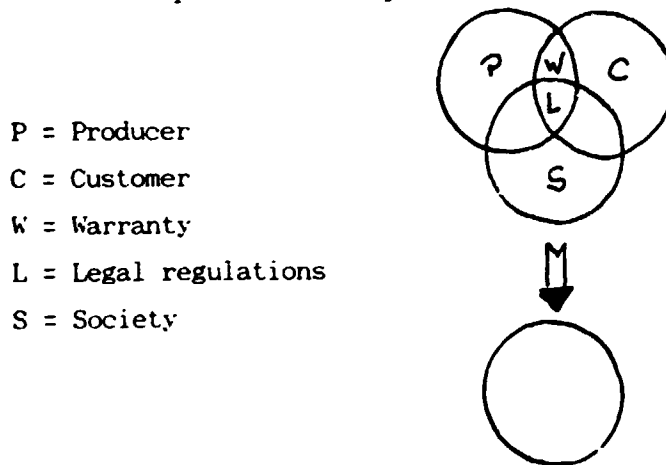 P W C
L
P = Producer
C = Customer
W = Warranty
S
L = Legal regulations
S = Society